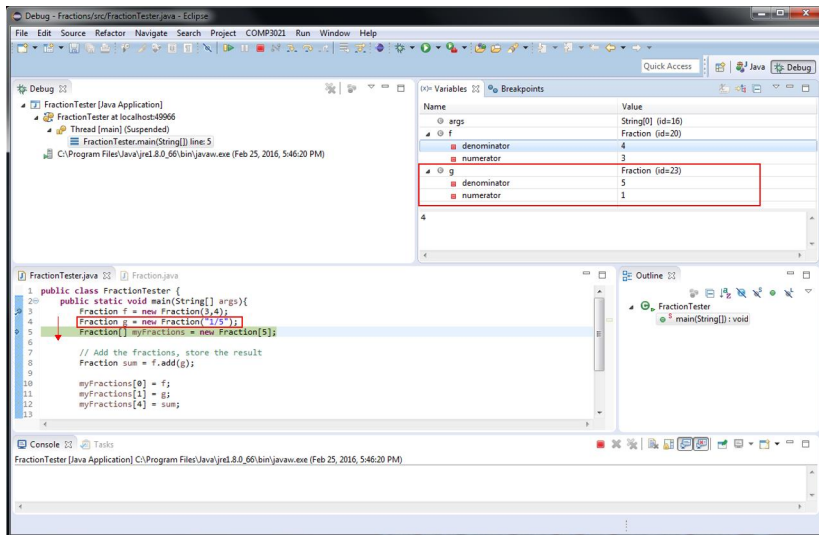 Debug - Fractions/src/FractionTester.java - Eclipse
File Edit Source Refactor Navigate Search Project COMP3021 Run Window Help
Quick Access Java Debug
Debug
FractionTester [Java Application]
FractionTester at localhost:49966
Thread [main] (Suspended)
FractionTester.main(String[]) line: 5
C:\Program Files\Java\jre1.8.0_66\bin\javaw.exe (Feb 25, 2016, 5:46:20 PM)
(x)= Variables Breakpoints
Name Value
args String[0] (id=16)
f Fraction (id=20)
denominator 4
numerator 3
g Fraction (id=23)
denominator 5
numerator 1
4
FractionTester.java Fraction.java
1 public class FractionTester {
2 public static void main(String[] args){
3 Fraction f = new Fraction(3,4);
4 Fraction g = new Fraction("1/5");
5 Fraction[] myFractions = new Fraction[5];
6
7 // Add the fractions, store the result
8 Fraction sum = f.add(g);
9
10 myFractions[0] = f;
11 myFractions[1] = g;
12 myFractions[4] = sum;
13
Outline
FractionTester
main(String[]) : void
Console Tasks
FractionTester [Java Application] C:\Program Files\Java\jre1.8.0_66\bin\javaw.exe (Feb 25, 2016, 5:46:20 PM)